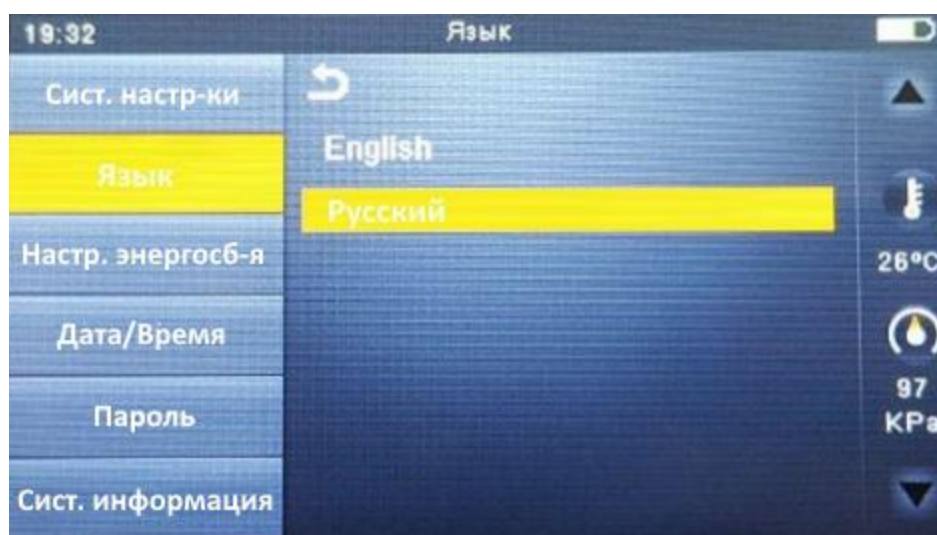 19:32
Язык
Сист. настр-ки
Язык
Настр. энергосб-я
Дата/Время
Пароль
Сист. информация
English
Русский
26°C
97
KPa